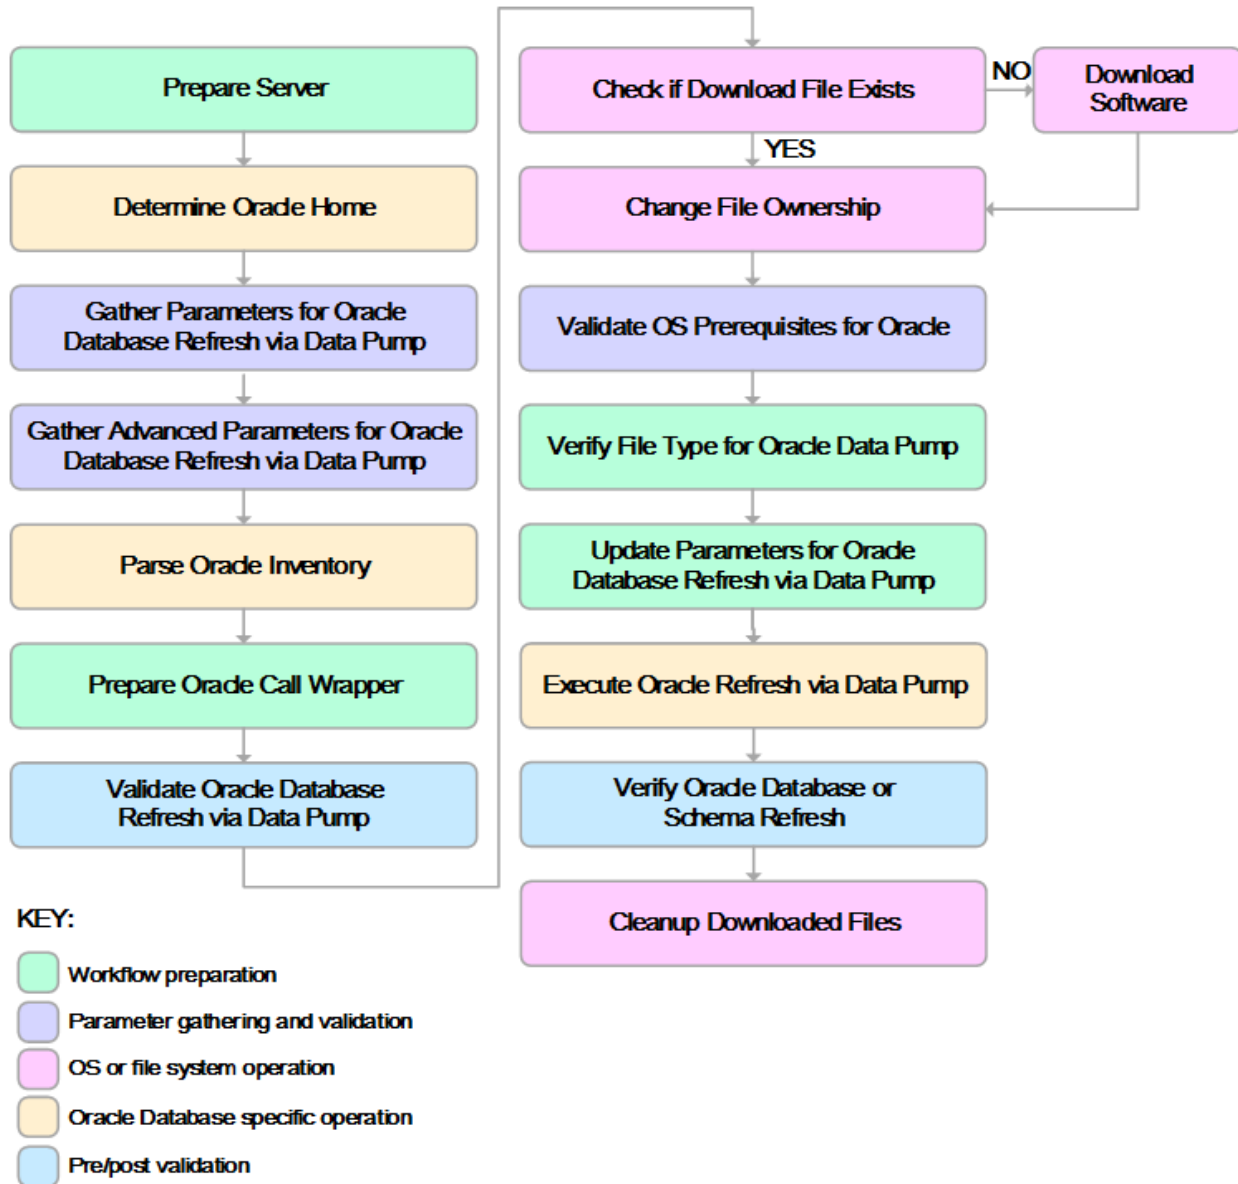 Prepare Server
Determine Oracle Home
Gather Parameters for Oracle
Database Refresh via Data Pump
Gather Advanced Parameters for Oracle
Database Refresh via Data Pump
Parse Oracle Inventory
Prepare Oracle Call Wrapper
Validate Oracle Database
Refresh via Data Pump
Check if Download File Exists
NO
Download
Software
YES
Change File Ownership
Validate OS Prerequisites for Oracle
Verify File Type for Oracle Data Pump
Update Parameters for Oracle
Database Refresh via Data Pump
Execute Oracle Refresh via Data Pump
Verify Oracle Database or
Schema Refresh
Cleanup Downloaded Files
KEY:
Workflow preparation
Parameter gathering and validation
OS or file system operation
Oracle Database specific operation
Pre/post validation